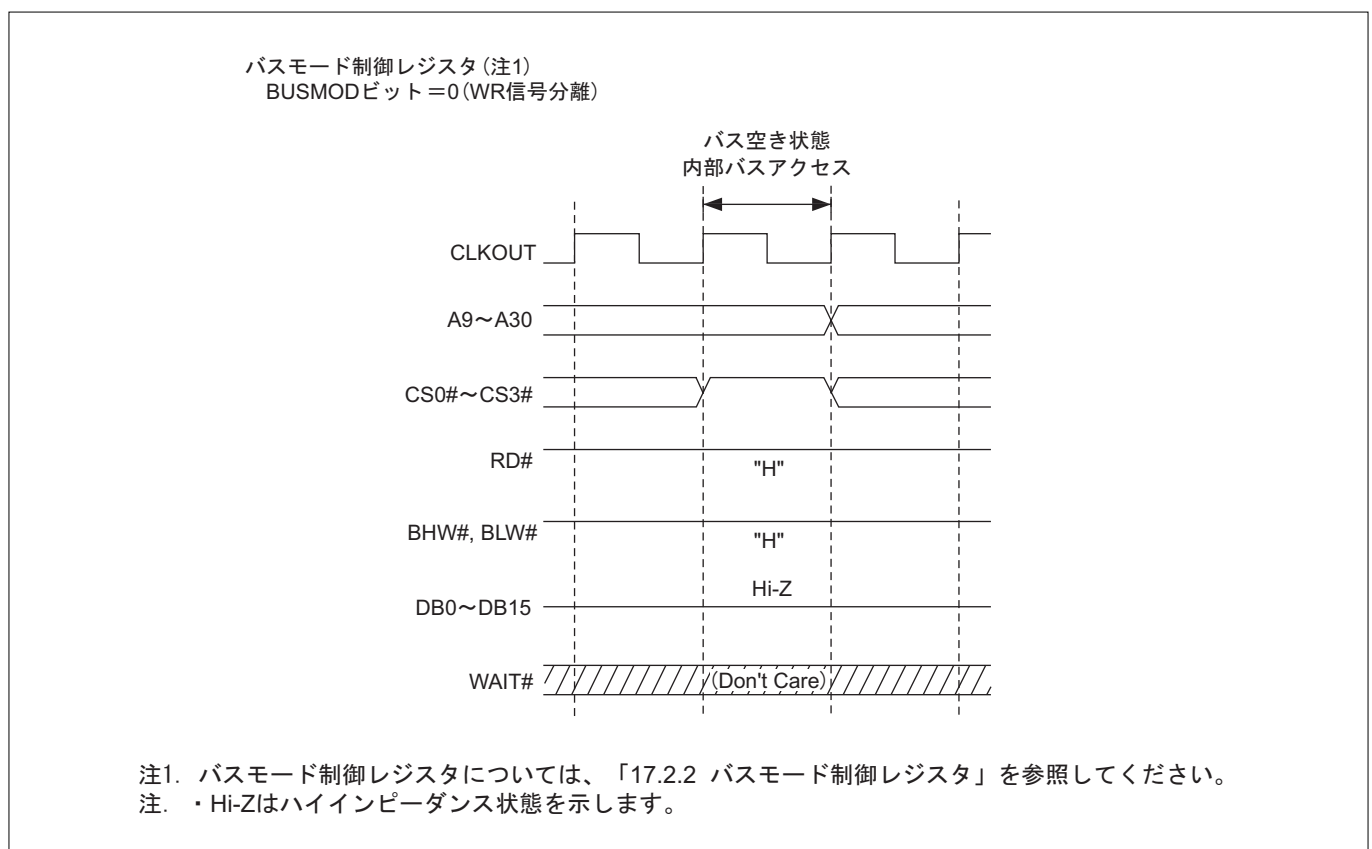 バスモード制御レジスタ(注1)
BUSMODビット＝0(WR信号分離)
バス空き状態
内部バスアクセス
CLKOUT
A9～A30
CS0#～CS3#
RD#
"H"
BHW#, BLW#
"H"
Hi-Z
DB0～DB15
WAIT#
(Don't Care)
注1. バスモード制御レジスタについては、「17.2.2 バスモード制御レジスタ」を参照してください。
注. ・Hi-Zはハイインピーダンス状態を示します。